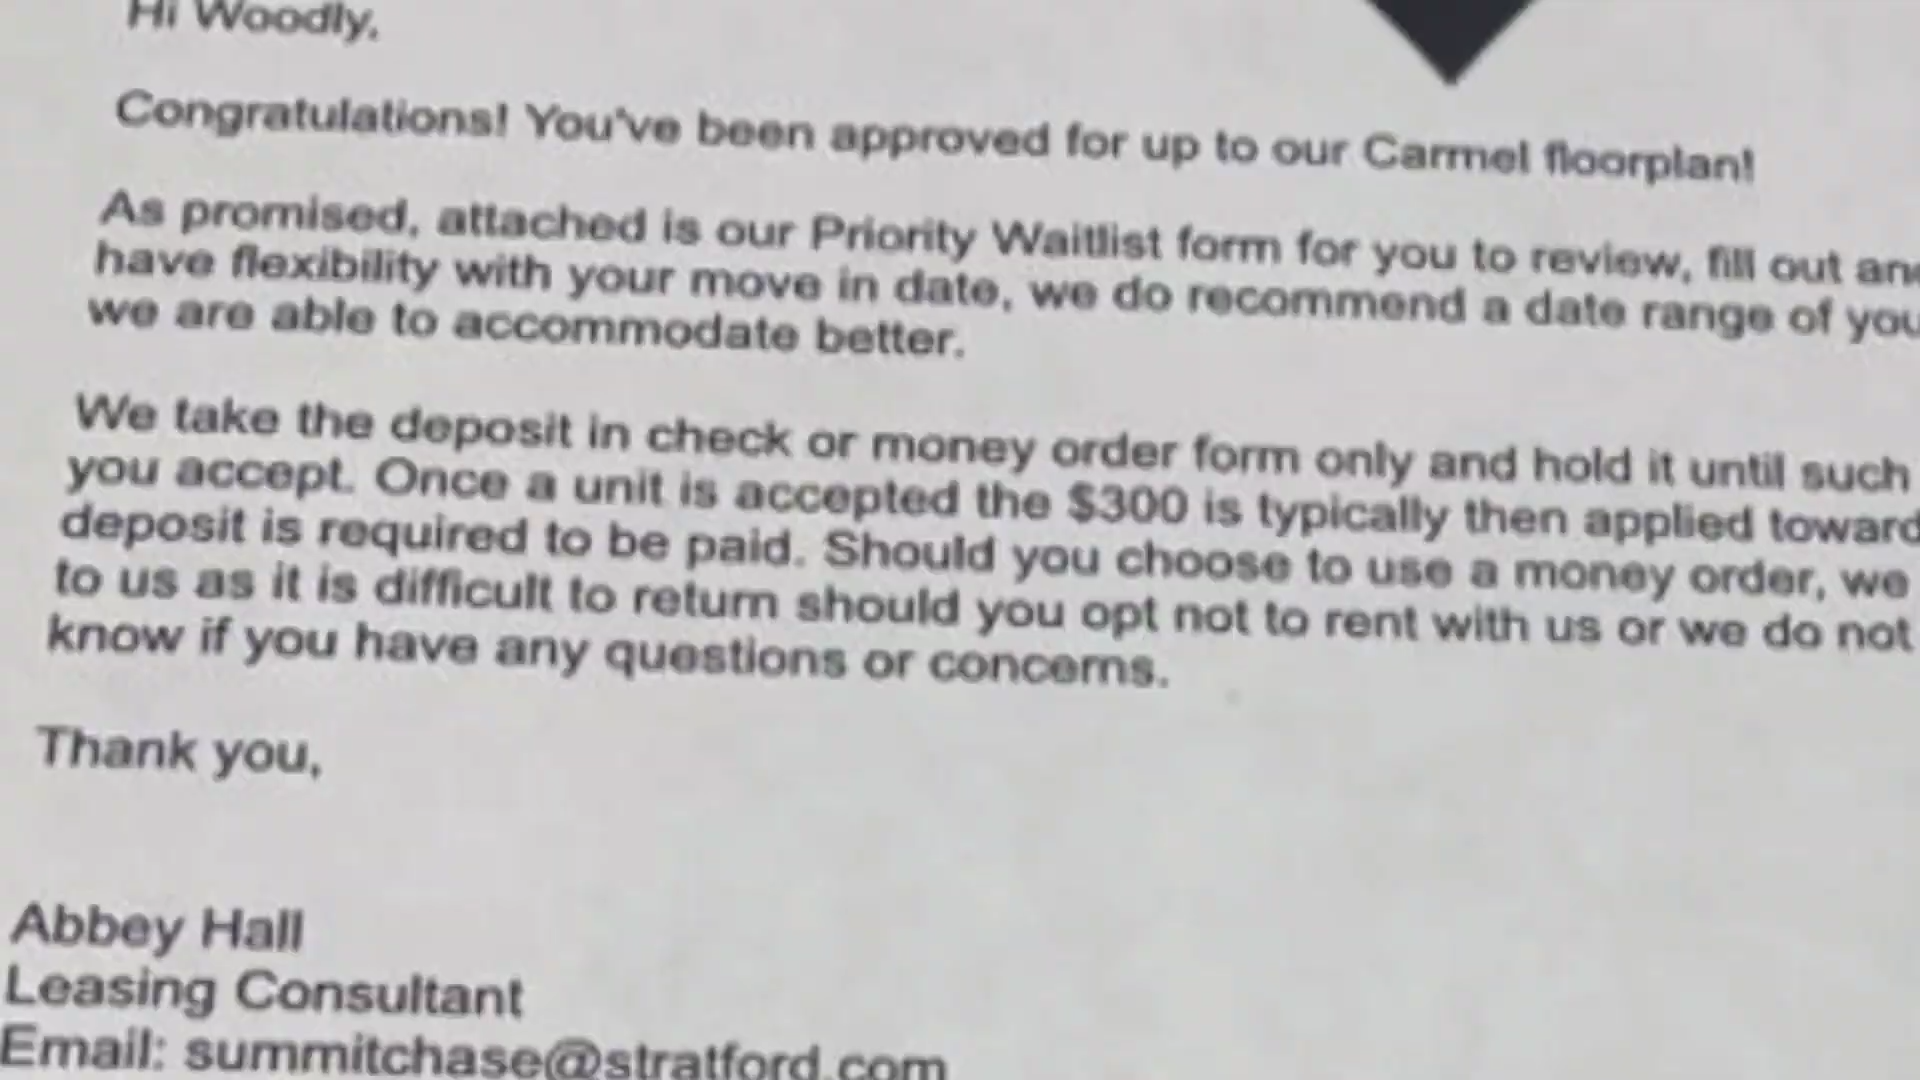 Hi Woodly,
Congratulations! You've been approved for up to our Carmel floorplan!
As promised, attached is our Priority Waitlist form for you to review, fill out
have flexibility with your move in date, we do recommend a date range of
we are able to accommodate better.
We take the deposit in check or money order form only and hold it until such
you accept. Once a unit is accepted the $300 is typically then applied toward
deposit is required to be paid. Should you choose to use a money order, we
to us as it is difficult to return should you opt not to rent with us or we do not
know if you have any questions or concerns.
Thank you,
Abbey Hall
Leasing Consultant
Email: summitchase@stratford.com